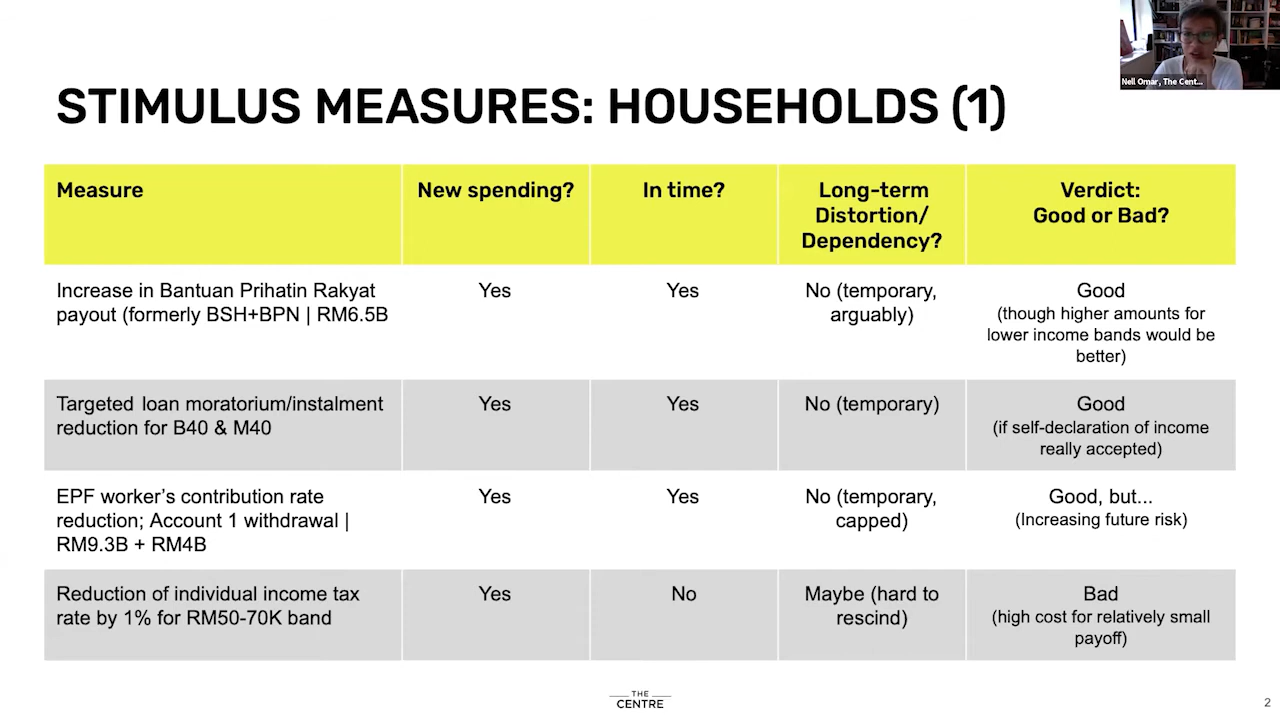 Nell Omar, The Cent...
STIMULUS MEASURES: HOUSEHOLDS (1)
Measure
New spending?
In time?
Long-term
Distortion/
Dependency?
Verdict:
Good or Bad?
Increase in Bantuan Prihatin Rakyat
payout (formerly BSH+BPN | RM6.5B
Yes
Yes
No (temporary,
arguably)
Good
(though higher amounts for
lower income bands would be
better)
Targeted loan moratorium/instalment
reduction for B40 & M40
Yes
Yes
No (temporary)
Good
(if self-declaration of income
really accepted)
EPF worker's contribution rate
reduction; Account 1 withdrawal |
RM9.3B + RM4B
Yes
Yes
No (temporary,
capped)
Good, but...
(Increasing future risk)
Reduction of individual income tax
rate by 1% for RM50-70K band
Yes
No
Maybe (hard to
rescind)
Bad
(high cost for relatively small
payoff)
THE
CENTRE
2